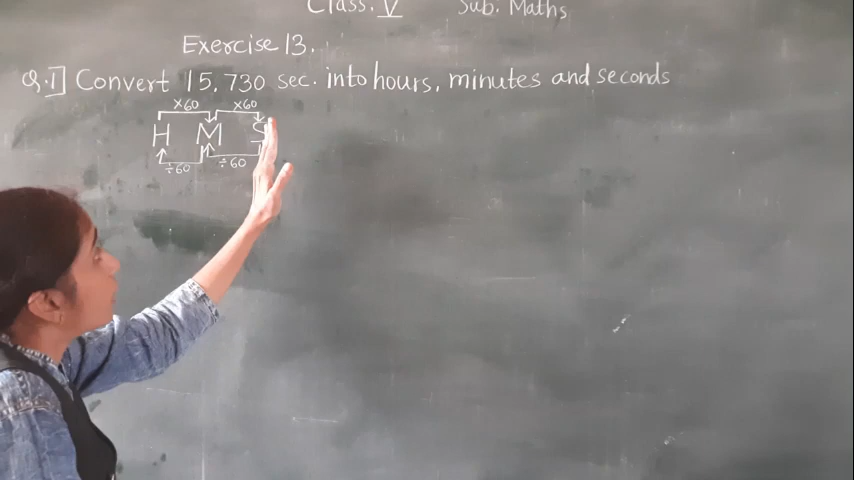 Class. V Sub: Maths
Exercise 13.
Q.1] Convert 15,730 sec. into hours, minutes and seconds
×60 ×60
H M S
÷60 ÷60